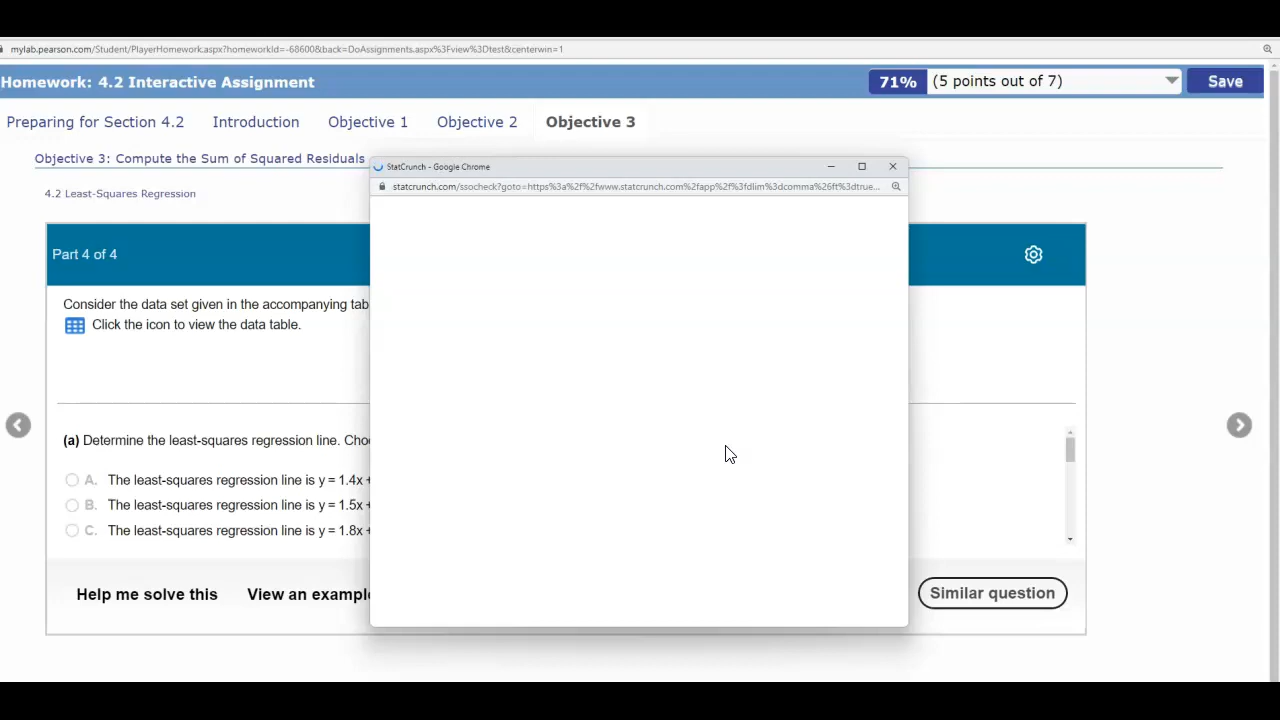 mylab.pearson.com/Student/PlayerHomework.aspx?homeworkId=-68600&back=DoAssignments.aspx%3Fview%3Dtest&centerwin=1
Homework: 4.2 Interactive Assignment
71%
(5 points out of 7)
Save
Preparing for Section 4.2
Introduction
Objective 1
Objective 2
Objective 3
Objective 3: Compute the Sum of Squared Residuals
StatCrunch - Google Chrome
statcrunch.com/ssocheck?goto=https%3a%2f%2fwww.statcrunch.com%2fapp%2f%3fdlim%3dcomma%26ft%3dtrue...
4.2 Least-Squares Regression
Part 4 of 4
Consider the data set given in the accompanying tab
Click the icon to view the data table.
(a) Determine the least-squares regression line. Choo
A. The least-squares regression line is y = 1.4x +
B. The least-squares regression line is y = 1.5x +
C. The least-squares regression line is y = 1.8x +
Help me solve this
View an example
Similar question